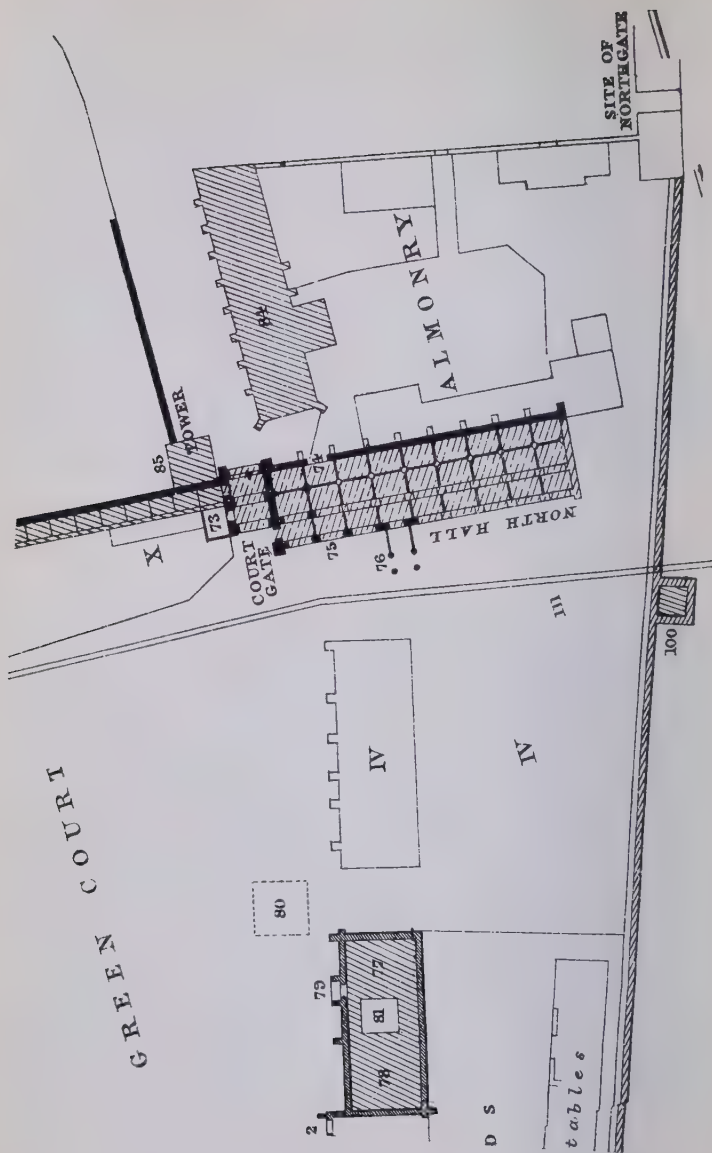 GREEN COURT
X
85
TOWER
73
84
COURT
GATE
80
2
79
74
75
77
81
78
IV
76
ALMONRY
NORTH HALL
D S
IV
III
tables
SITE OF
NORTHGATE
100